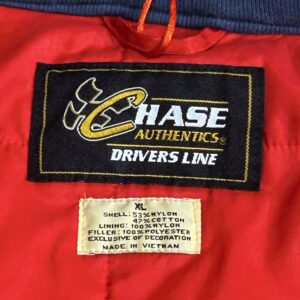 CHASE
AUTHENTICS®
DRIVERS LINE
XL
SHELL: 53%NYLON
47%COTTON
LINING: 100%NYLON
FILLER: 100%POLYESTER
EXCLUSIVE OF DECORATION
MADE IN VIETNAM